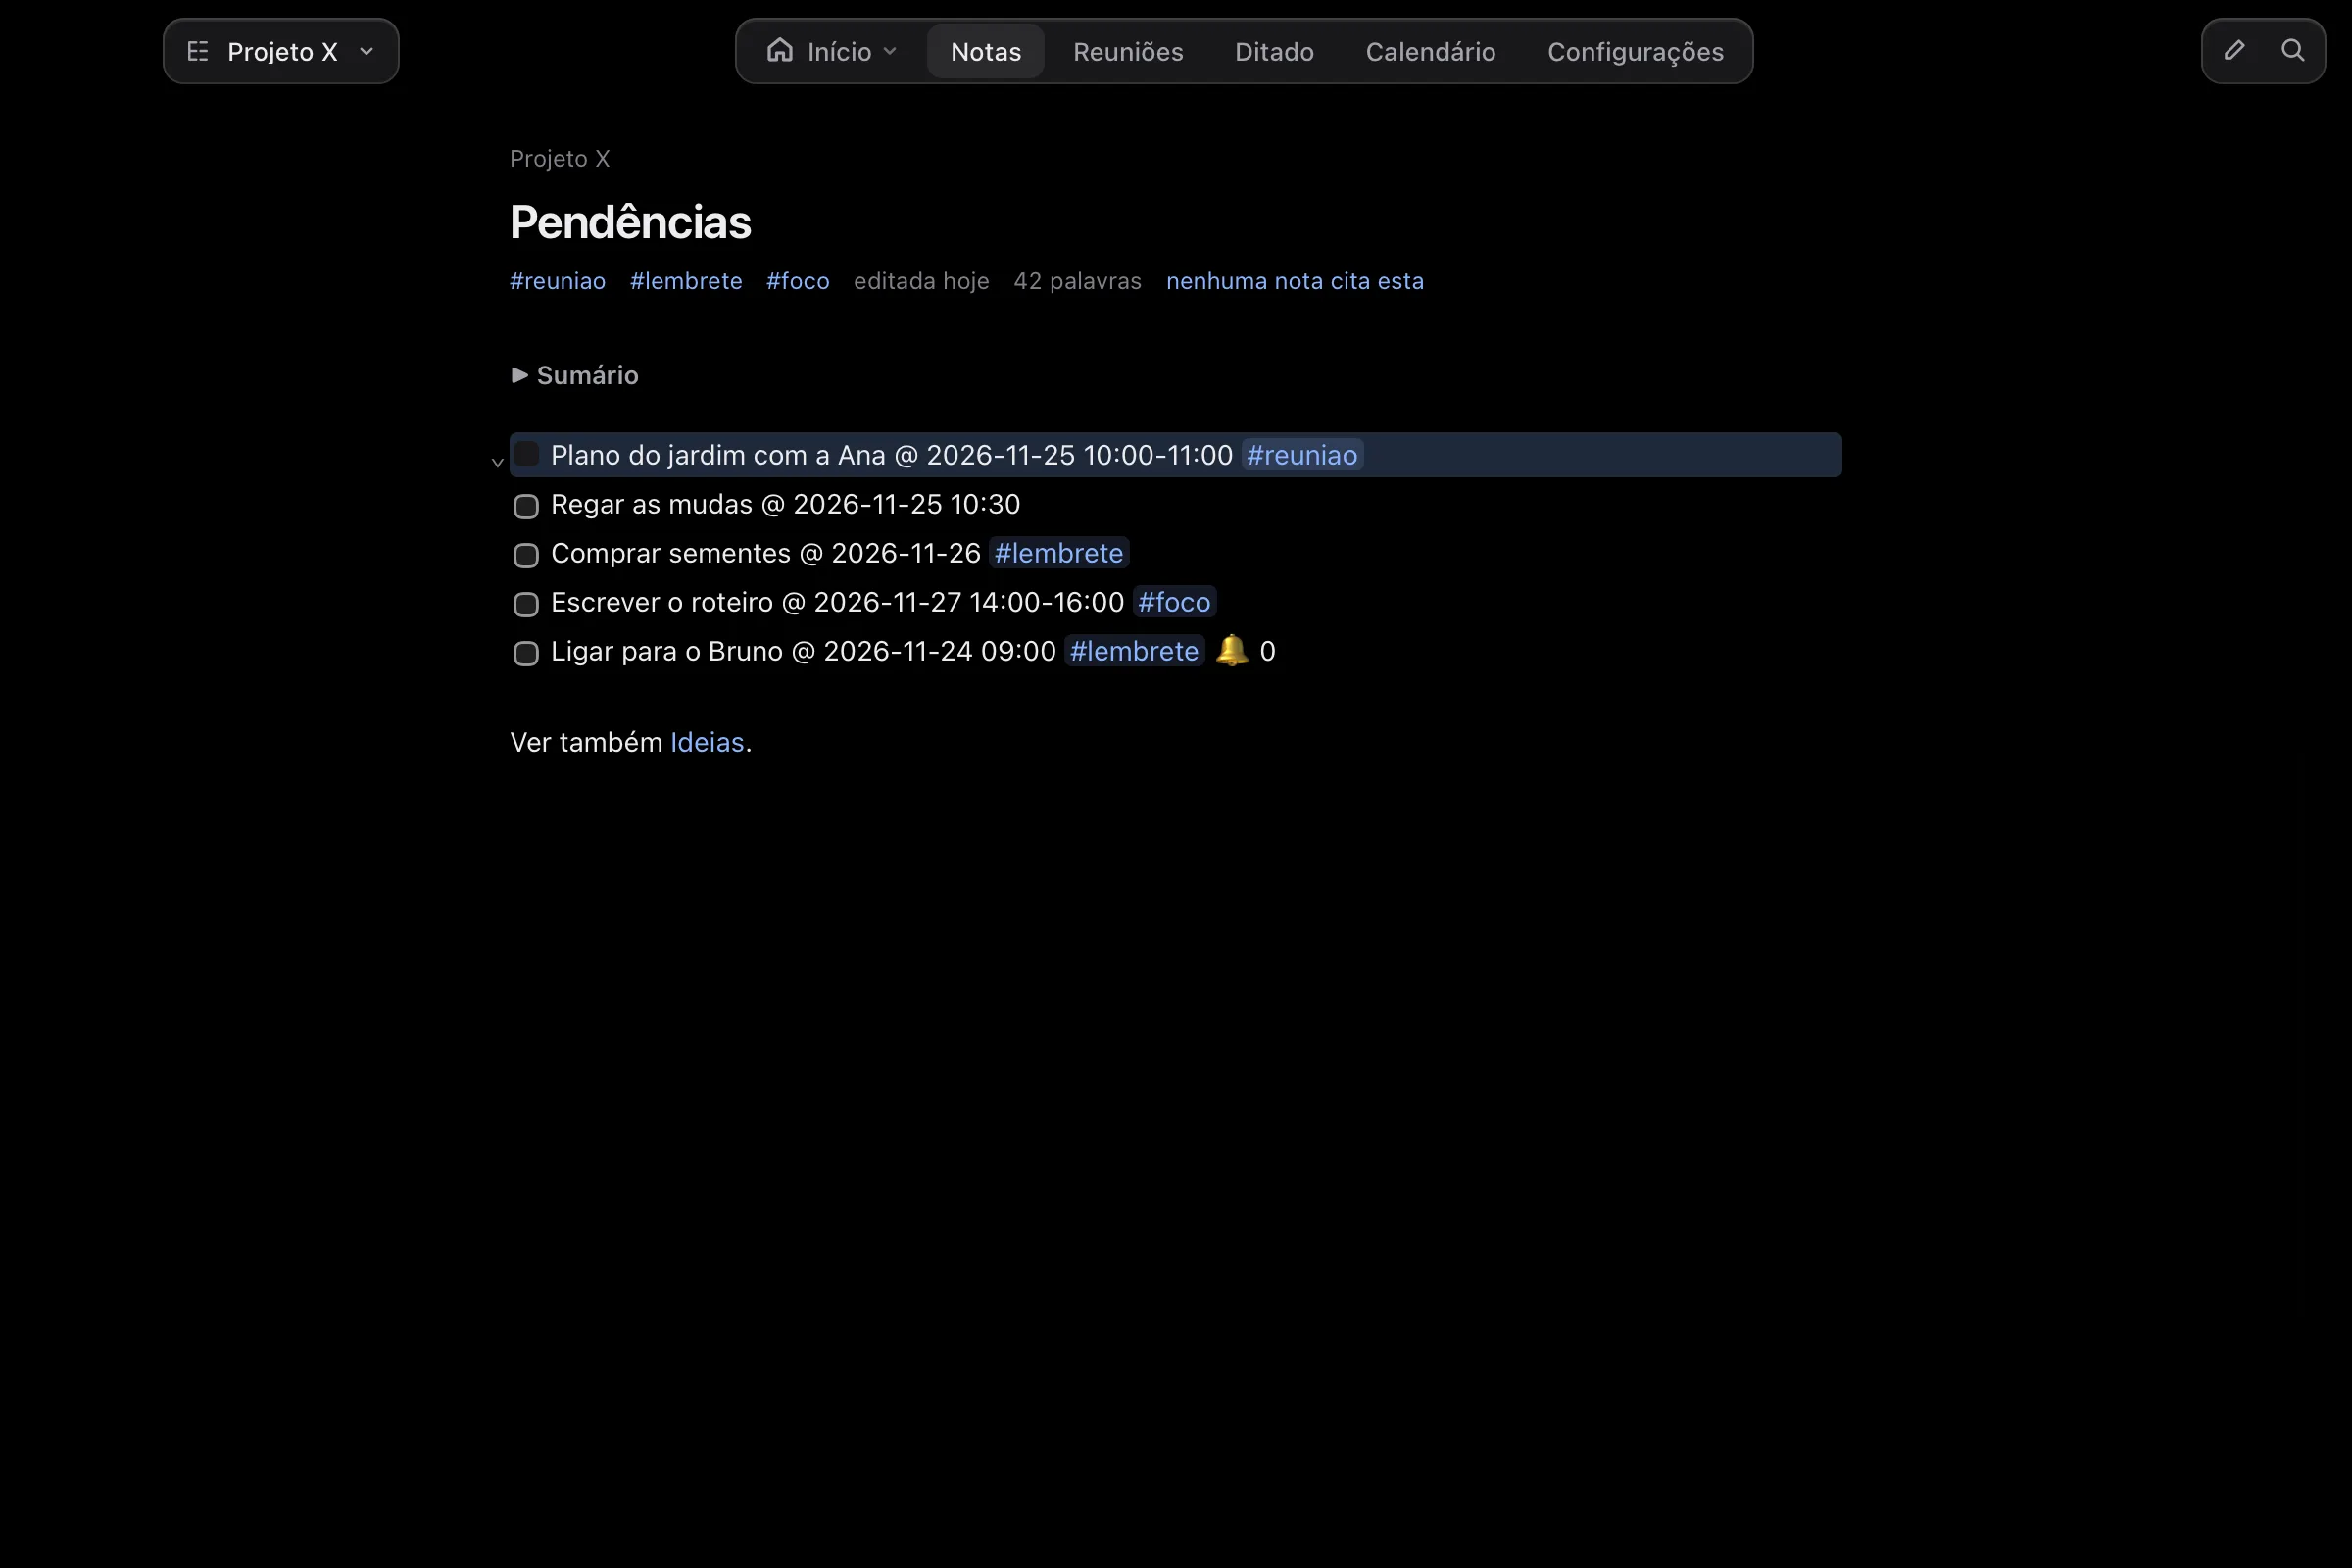 Projeto X
Início Notas Reuniões Ditado Calendário Configurações
Projeto X
Pendências
#reuniao #lembrete #foco editada hoje 42 palavras nenhuma nota cita esta
Sumário
Plano do jardim com a Ana @ 2026-11-25 10:00-11:00 #reuniao
Regar as mudas @ 2026-11-25 10:30
Comprar sementes @ 2026-11-26 #lembrete
Escrever o roteiro @ 2026-11-27 14:00-16:00 #foco
Ligar para o Bruno @ 2026-11-24 09:00 #lembrete 🔔 0
Ver também Ideias.